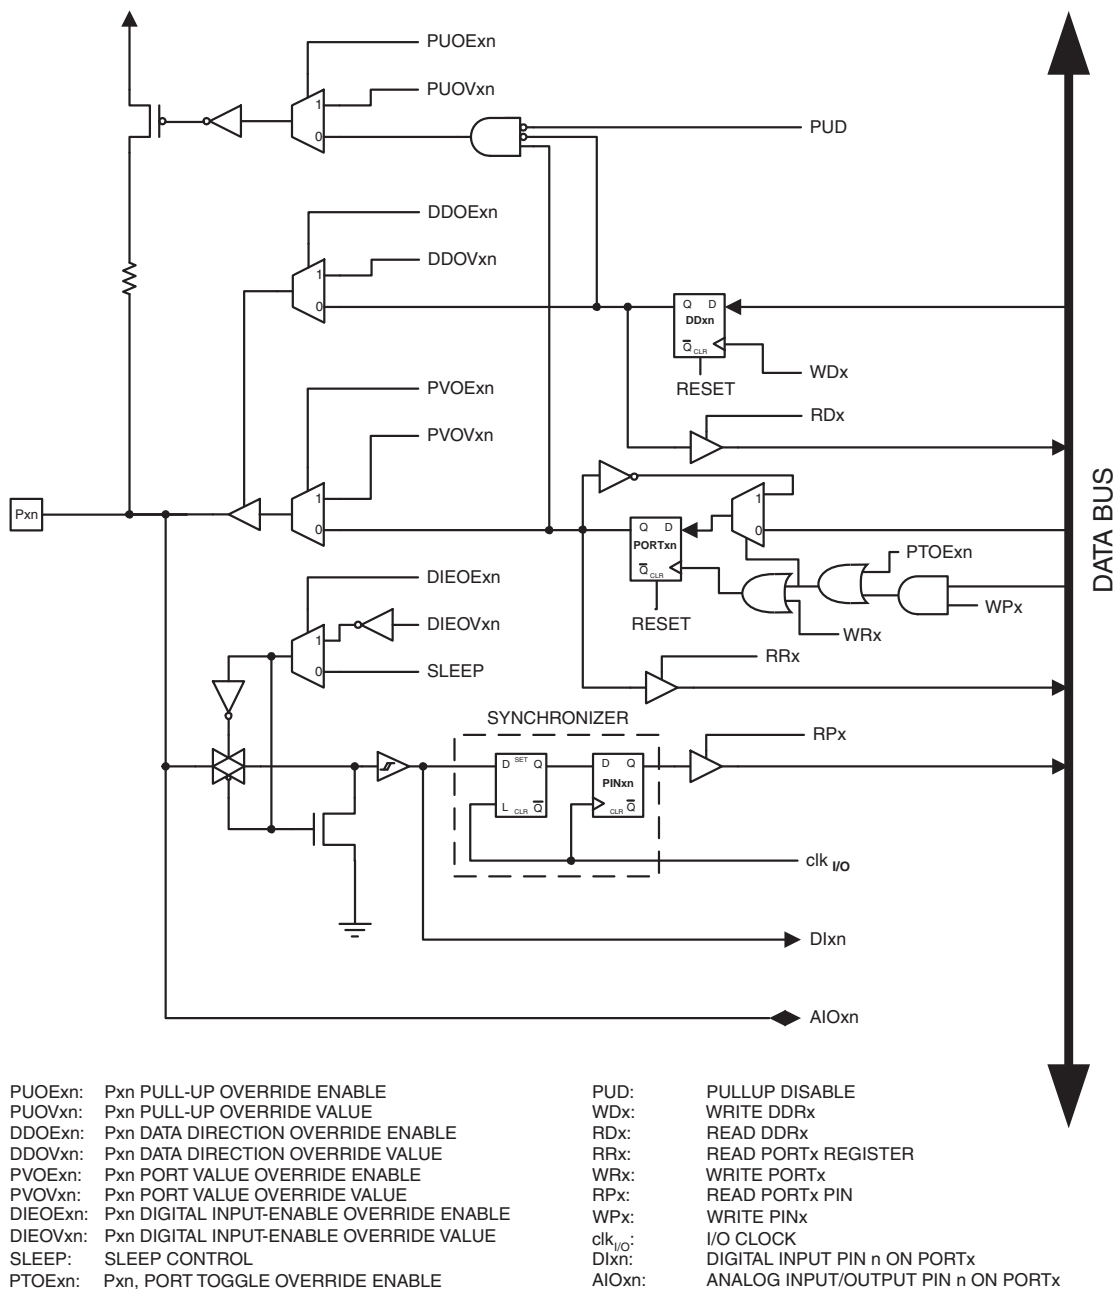 PUOExn
PUOVxn
1
0
PUD
DDOExn
DDOVxn
1
0
Q D
DDxn
Q CLR
RESET
WDx
PVOExn
RDx
PVOVxn
Pxn
1
0
1
0
Q D
PORTxn
Q CLR
RESET
PTOExn
WPx
WRx
DATA BUS
DIEOExn
DIEOVxn
1
0
SLEEP
RRx
SYNCHRONIZER
RPx
D SET Q
L CLR Q
D Q
PINxn
CLR Q
clk I/O
DIxn
AIOxn
PUOExn: Pxn PULL-UP OVERRIDE ENABLE
PUOVxn: Pxn PULL-UP OVERRIDE VALUE
DDOExn: Pxn DATA DIRECTION OVERRIDE ENABLE
DDOVxn: Pxn DATA DIRECTION OVERRIDE VALUE
PVOExn: Pxn PORT VALUE OVERRIDE ENABLE
PVOVxn: Pxn PORT VALUE OVERRIDE VALUE
DIEOExn: Pxn DIGITAL INPUT-ENABLE OVERRIDE ENABLE
DIEOVxn: Pxn DIGITAL INPUT-ENABLE OVERRIDE VALUE
SLEEP: SLEEP CONTROL
PTOExn: Pxn, PORT TOGGLE OVERRIDE ENABLE
PUD: PULLUP DISABLE
WDx: WRITE DDRx
RDx: READ DDRx
RRx: READ PORTx REGISTER
WRx: WRITE PORTx
RPx: READ PORTx PIN
WPx: WRITE PINx
clk I/O: I/O CLOCK
DIxn: DIGITAL INPUT PIN n ON PORTx
AIOxn: ANALOG INPUT/OUTPUT PIN n ON PORTx